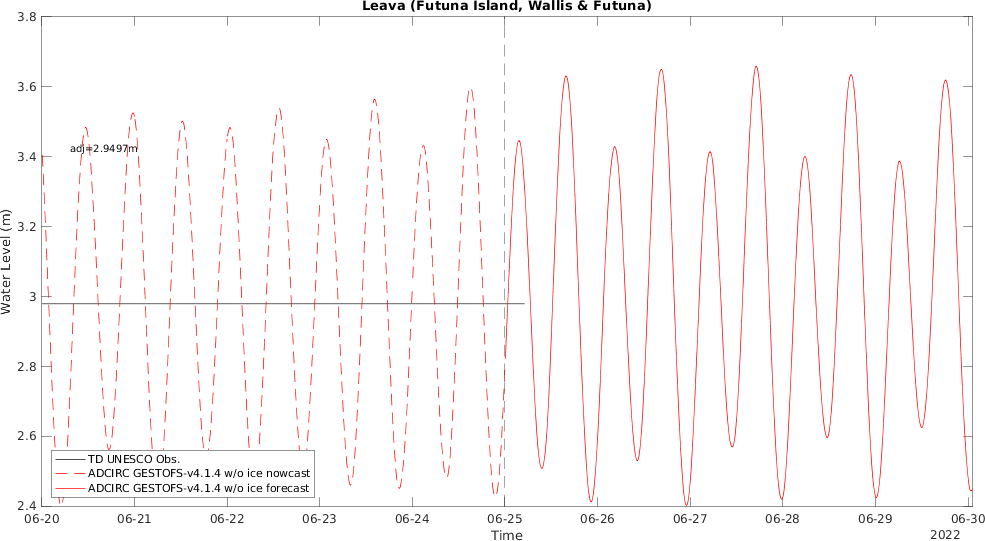 Leava (Futuna Island, Wallis & Futuna)
3.8
3.6
3.4
3.2
3
2.8
2.6
2.4
Water Level (m)
adj=2.9497m
TD UNESCO Obs.
ADCIRC GESTOFS-v4.1.4 w/o ice nowcast
ADCIRC GESTOFS-v4.1.4 w/o ice forecast
06-20 06-21 06-22 06-23 06-24 06-25 06-26 06-27 06-28 06-29 06-30
Time
2022